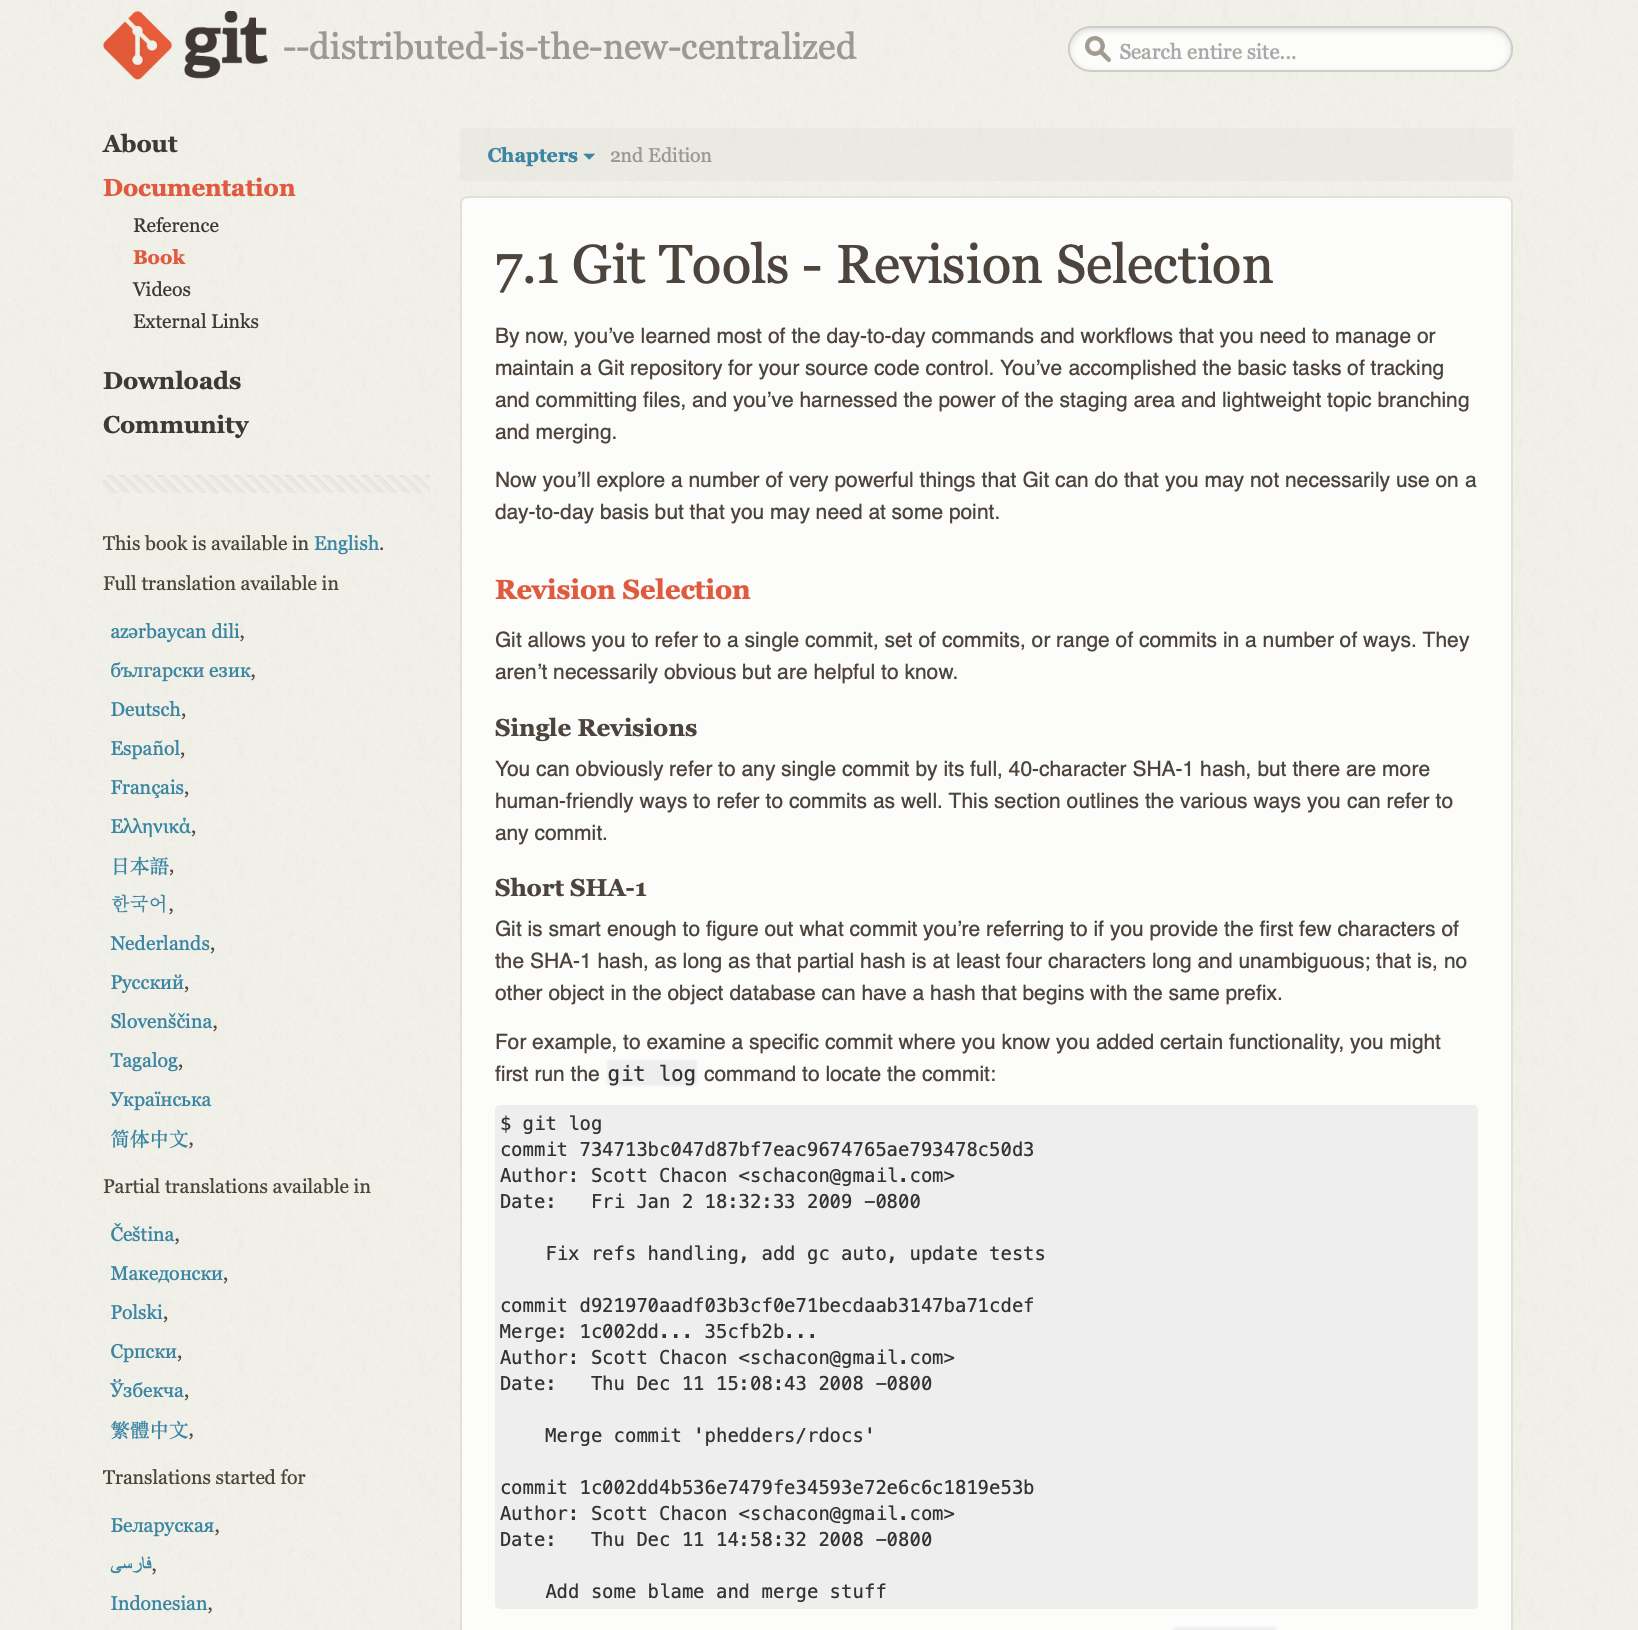 git --distributed-is-the-new-centralized
Search entire site...
About
Documentation
Reference
Book
Videos
External Links
Downloads
Community
This book is available in English.
Full translation available in
azərbaycan dili,
български език,
Deutsch,
Español,
Français,
Ελληνικά,
日本語,
한국어,
Nederlands,
Русский,
Slovenščina,
Tagalog,
Українська
简体中文,
Partial translations available in
Čeština,
Македонски,
Polski,
Српски,
Ўзбекча,
繁體中文,
Translations started for
Беларуская,
فارسی,
Indonesian,
Chapters 2nd Edition
7.1 Git Tools - Revision Selection
By now, you’ve learned most of the day-to-day commands and workflows that you need to manage or
maintain a Git repository for your source code control. You’ve accomplished the basic tasks of tracking
and committing files, and you’ve harnessed the power of the staging area and lightweight topic branching
and merging.
Now you’ll explore a number of very powerful things that Git can do that you may not necessarily use on a
day-to-day basis but that you may need at some point.
Revision Selection
Git allows you to refer to a single commit, set of commits, or range of commits in a number of ways. They
aren’t necessarily obvious but are helpful to know.
Single Revisions
You can obviously refer to any single commit by its full, 40-character SHA-1 hash, but there are more
human-friendly ways to refer to commits as well. This section outlines the various ways you can refer to
any commit.
Short SHA-1
Git is smart enough to figure out what commit you’re referring to if you provide the first few characters of
the SHA-1 hash, as long as that partial hash is at least four characters long and unambiguous; that is, no
other object in the object database can have a hash that begins with the same prefix.
For example, to examine a specific commit where you know you added certain functionality, you might
first run the git log command to locate the commit:
$ git log
commit 734713bc047d87bf7eac9674765ae793478c50d3
Author: Scott Chacon <schacon@gmail.com>
Date:   Fri Jan 2 18:32:33 2009 -0800
    Fix refs handling, add gc auto, update tests
commit d921970aadf03b3cf0e71becdaab3147ba71cdef
Merge: 1c002dd... 35cfb2b...
Author: Scott Chacon <schacon@gmail.com>
Date:   Thu Dec 11 15:08:43 2008 -0800
    Merge commit 'phedders/rdocs'
commit 1c002dd4b536e7479fe34593e72e6c6c1819e53b
Author: Scott Chacon <schacon@gmail.com>
Date:   Thu Dec 11 14:58:32 2008 -0800
    Add some blame and merge stuff